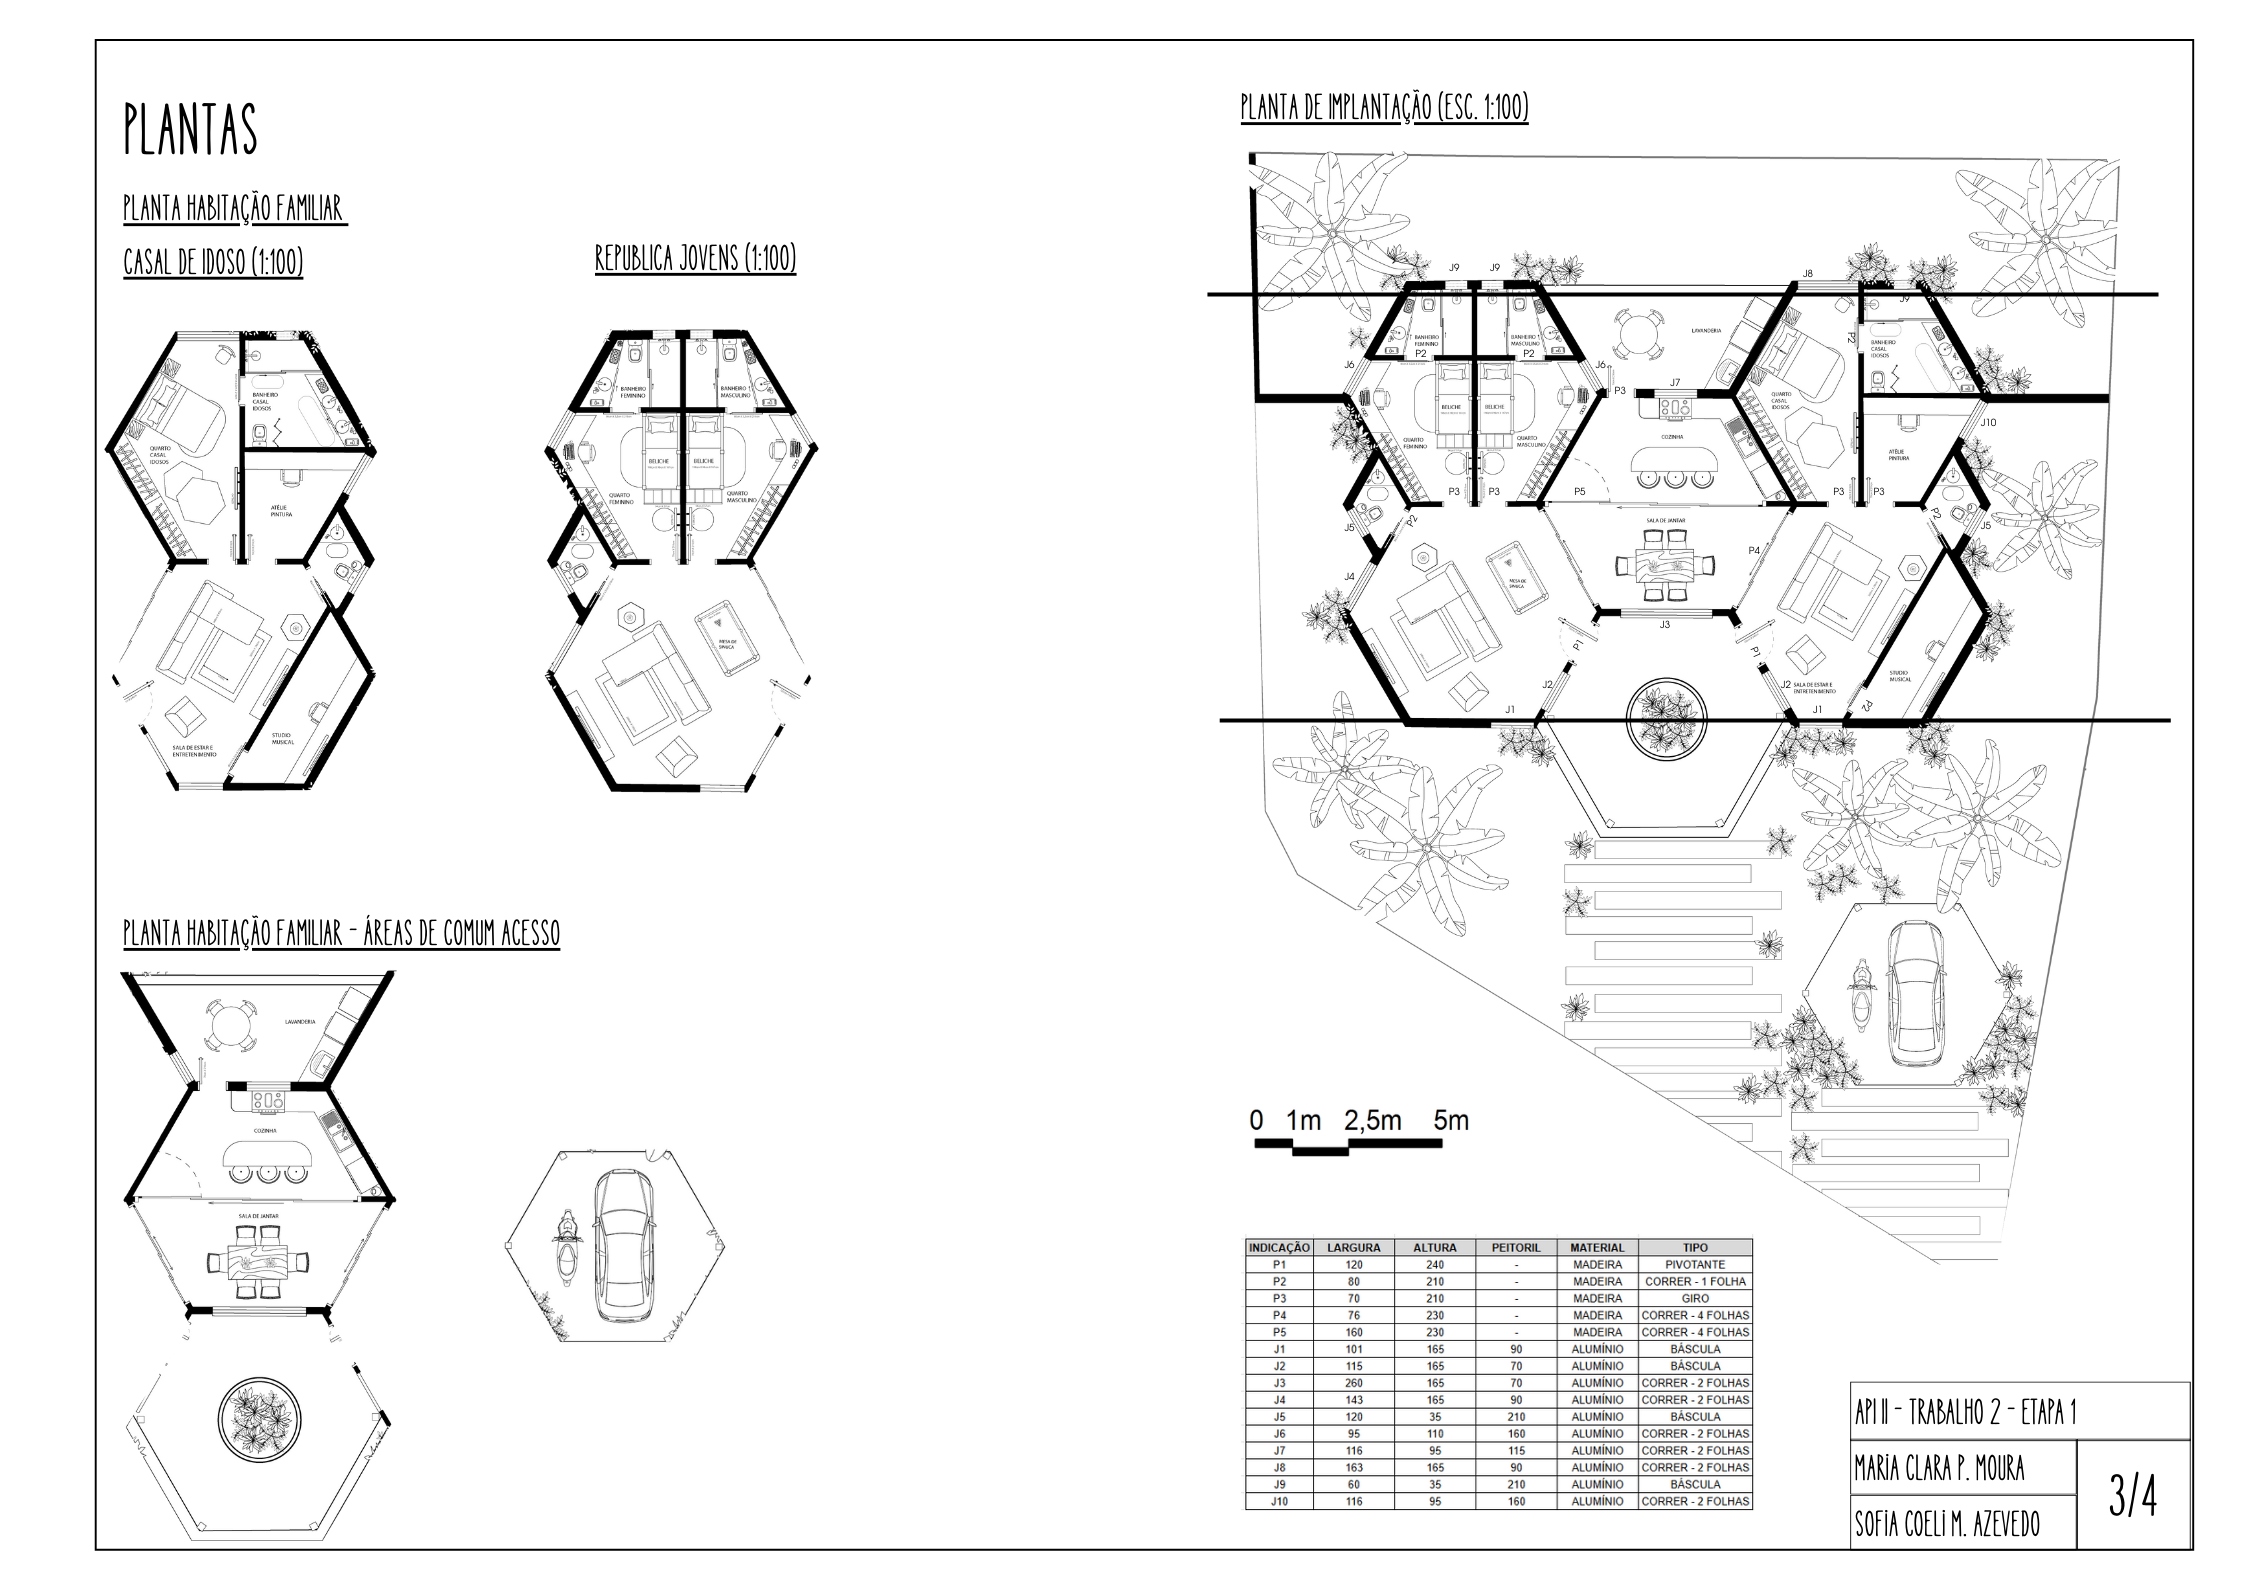 PLANTAS
PLANTA HABITAÇÃO FAMILIAR
CASAL DE IDOSO (1:100)
REPUBLICA JOVENS (1:100)
BANHEIRO
CASAL
IDOSOS
QUARTO
CASAL
IDOSOS
ATÊLIE
PINTURA
STUDIO
MUSICAL
SALA DE ESTAR E
ENTRETENIMENTO
BANHEIRO
FEMININO
BANHEIRO
MASCULINO
BELICHE
BELICHE
QUARTO
FEMININO
QUARTO
MASCULINO
MESA DE
SINUCA
PLANTA HABITAÇÃO FAMILIAR - ÁREAS DE COMUM ACESSO
LAVANDERIA
COZINHA
SALA DE JANTAR
PLANTA DE IMPLANTAÇÃO (ESC. 1:100)
J9
J9
J8
J9
BANHEIRO
FEMININO
BANHEIRO
MASCULINO
P2
P2
J6
J6
LAVANDERIA
P2
BANHEIRO
CASAL
IDOSOS
P3
J7
BELICHE
BELICHE
QUARTO
CASAL
IDOSOS
J10
QUARTO
FEMININO
QUARTO
MASCULINO
COZINHA
ATÊLIE
PINTURA
P3
P3
P5
P3
P3
J5
P2
SALA DE JANTAR
P2
J5
P4
J4
MESA DE
SINUCA
J3
P1
P1
J2
J2
SALA DE ESTAR E
ENTRETENIMENTO
STUDIO
MUSICAL
P2
J1
J1
0 1m 2,5m 5m
INDICAÇÃO LARGURA ALTURA PEITORIL MATERIAL TIPO
P1 120 240 - MADEIRA PIVOTANTE
P2 80 210 - MADEIRA CORRER - 1 FOLHA
P3 70 210 - MADEIRA GIRO
P4 76 230 - MADEIRA CORRER - 4 FOLHAS
P5 160 230 - MADEIRA CORRER - 4 FOLHAS
J1 101 165 90 ALUMÍNIO BÁSCULA
J2 115 165 70 ALUMÍNIO BÁSCULA
J3 260 165 70 ALUMÍNIO CORRER - 2 FOLHAS
J4 143 165 90 ALUMÍNIO CORRER - 2 FOLHAS
J5 120 35 210 ALUMÍNIO BÁSCULA
J6 95 110 160 ALUMÍNIO CORRER - 2 FOLHAS
J7 116 95 115 ALUMÍNIO CORRER - 2 FOLHAS
J8 163 165 90 ALUMÍNIO CORRER - 2 FOLHAS
J9 60 35 210 ALUMÍNIO BÁSCULA
J10 116 95 160 ALUMÍNIO CORRER - 2 FOLHAS
API II - TRABALHO 2 - ETAPA 1
MARIA CLARA P. MOURA
SOFIA COELI M. AZEVEDO
3/4